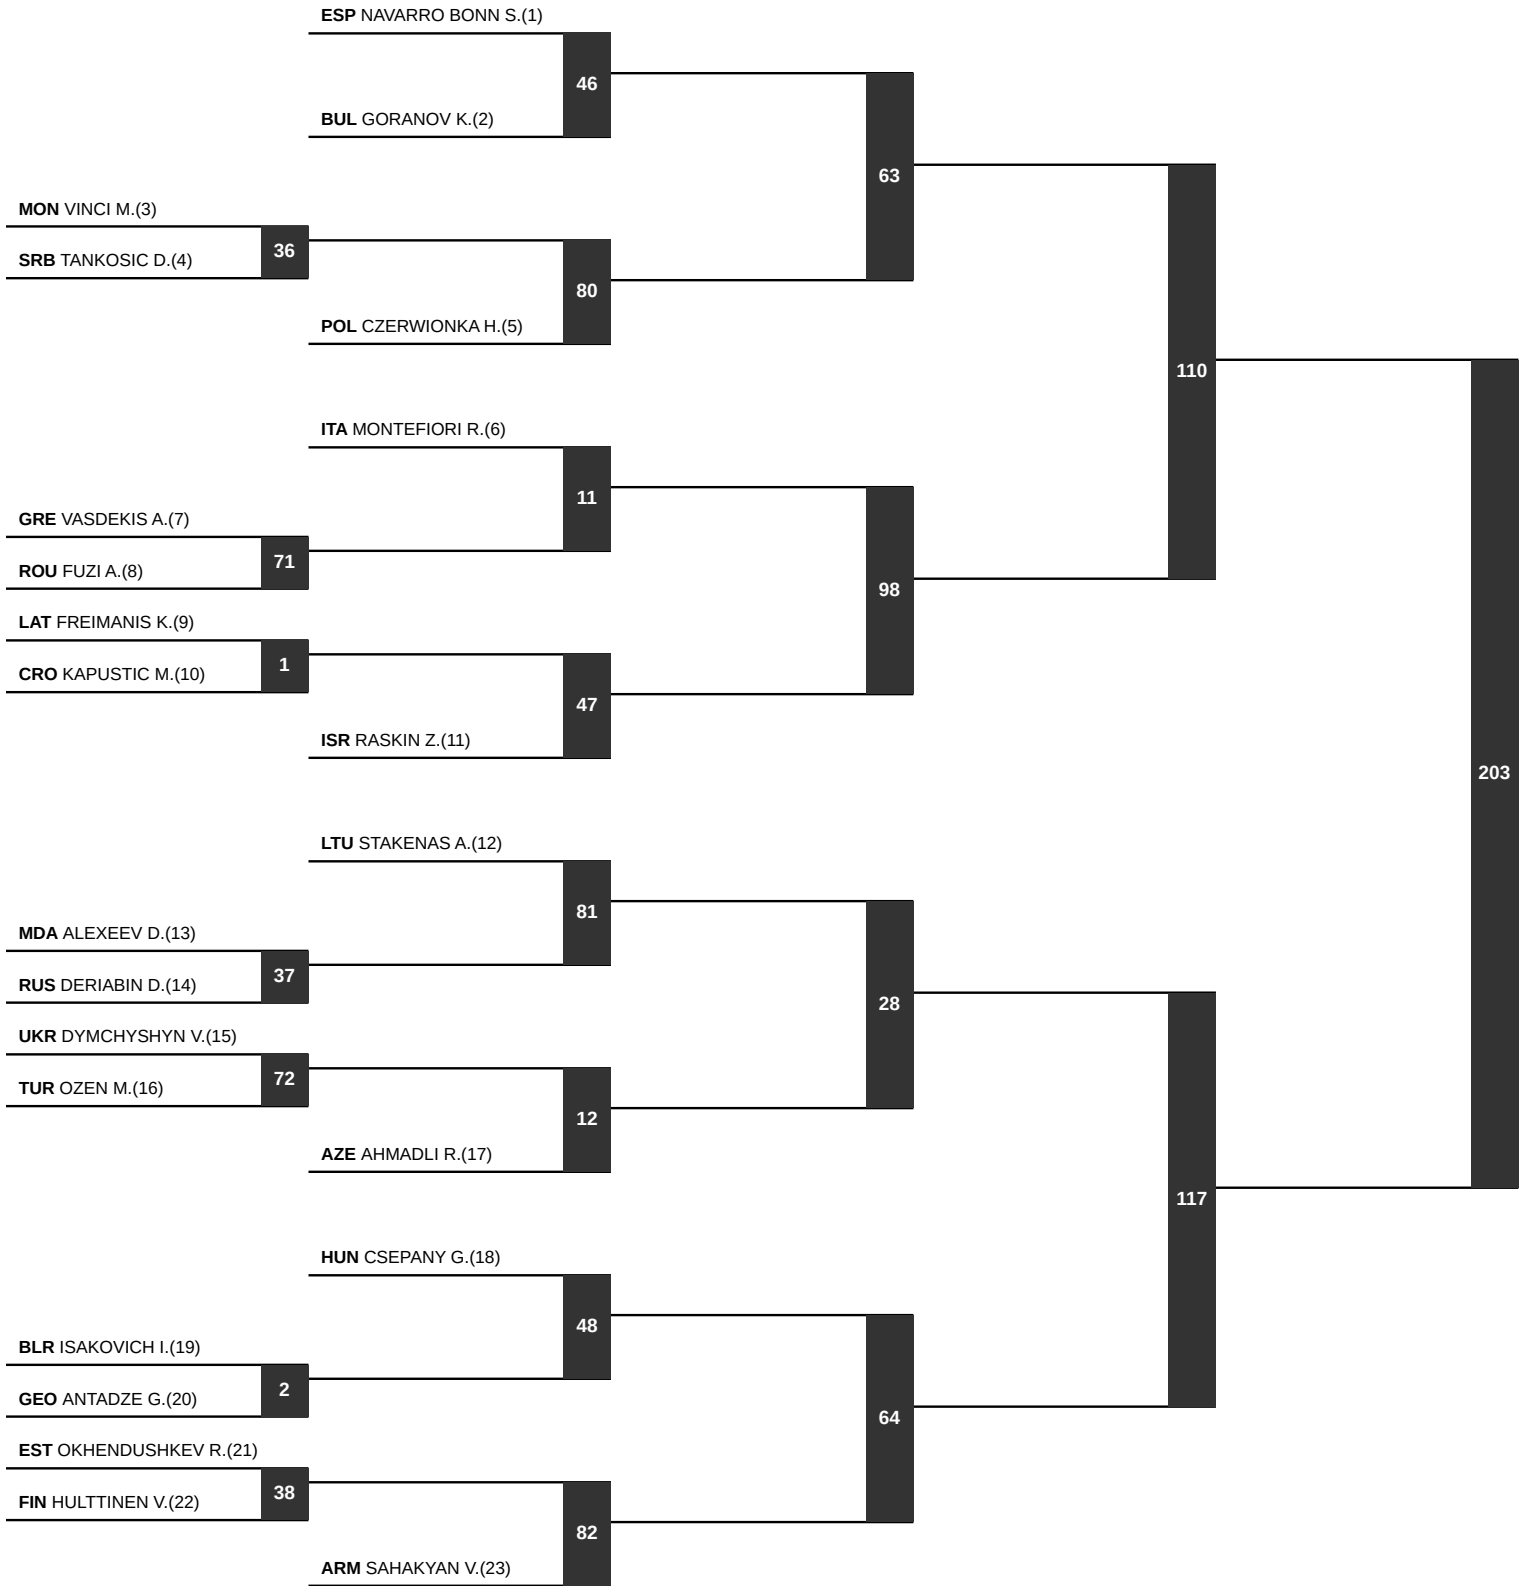 ESP NAVARRO BONN S.(1)
46
BUL GORANOV K.(2)
63
MON VINCI M.(3)
36
SRB TANKOSIC D.(4)
80
POL CZERWIONKA H.(5)
110
ITA MONTEFIORI R.(6)
11
GRE VASDEKIS A.(7)
71
ROU FUZI A.(8)
98
LAT FREIMANIS K.(9)
1
CRO KAPUSTIC M.(10)
47
ISR RASKIN Z.(11)
203
LTU STAKENAS A.(12)
81
MDA ALEXEEV D.(13)
37
RUS DERIABIN D.(14)
28
UKR DYMCHYSHYN V.(15)
72
TUR OZEN M.(16)
12
AZE AHMADLI R.(17)
117
HUN CSEPANY G.(18)
48
BLR ISAKOVICH I.(19)
2
GEO ANTADZE G.(20)
64
EST OKHENDUSHKEV R.(21)
38
FIN HULTTINEN V.(22)
82
ARM SAHAKYAN V.(23)